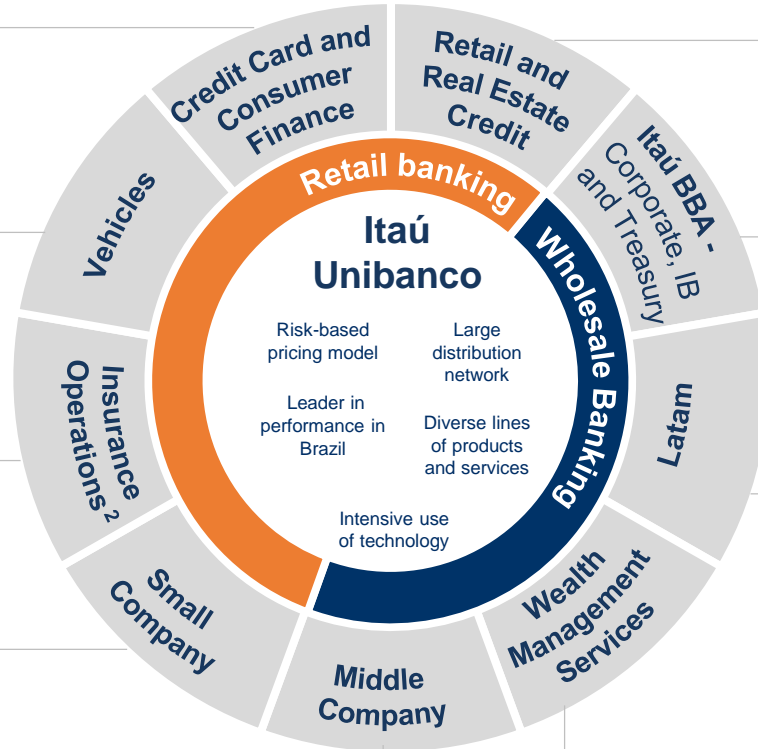 Credit Card and
Consumer
Finance
Retail and
Real Estate
Credit
Itaú BBA -
Corporate, IB
and Treasury
Latam
Wealth
Management
Services
Middle
Company
Small
Company
Insurance
Operations 2
Vehicles
Retail banking
Wholesale Banking
Itaú
Unibanco
Risk-based
pricing model
Large
distribution
network
Leader in
performance in
Brazil
Diverse lines
of products
and services
Intensive use
of technology